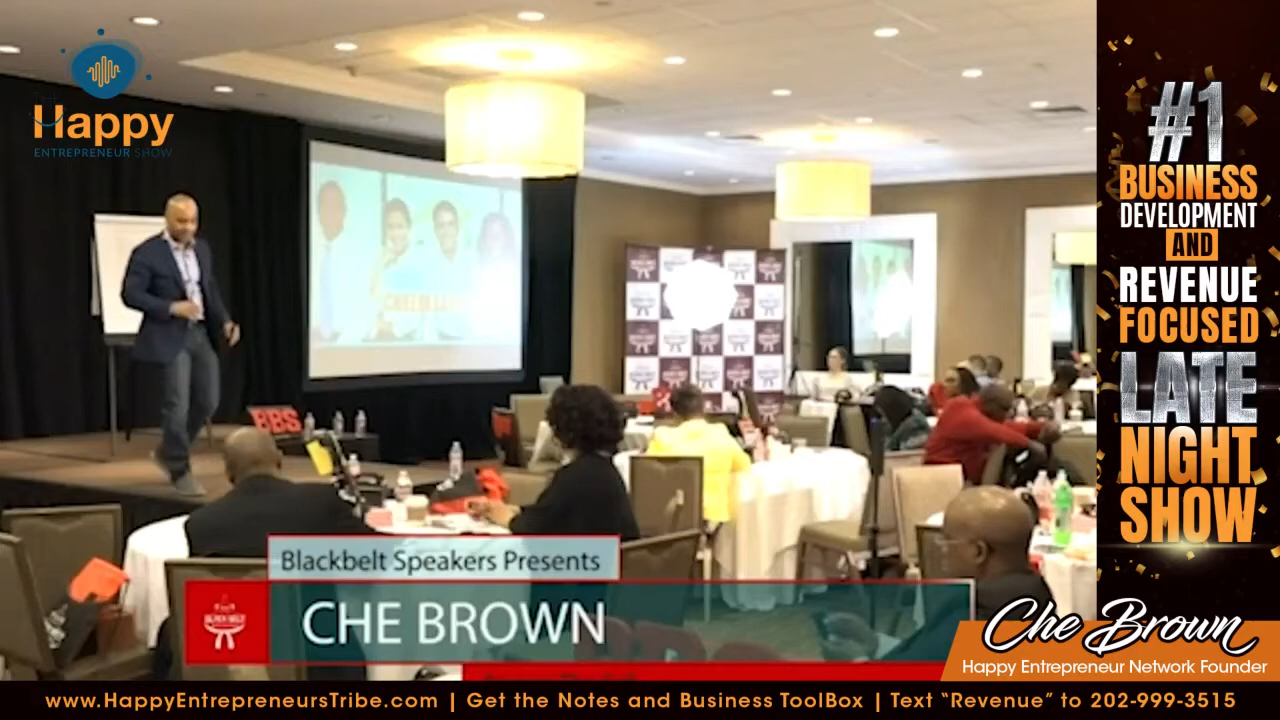 Happy
ENTREPRENEUR SHOW
BBS
Blackbelt Speakers Presents
CHE BROWN
#1
BUSINESS
DEVELOPMENT
AND
REVENUE
FOCUSED
LATE
NIGHT
SHOW
Che Brown
Happy Entrepreneur Network Founder
www.HappyEntrepreneursTribe.com | Get the Notes and Business ToolBox | Text “Revenue” to 202-999-3515